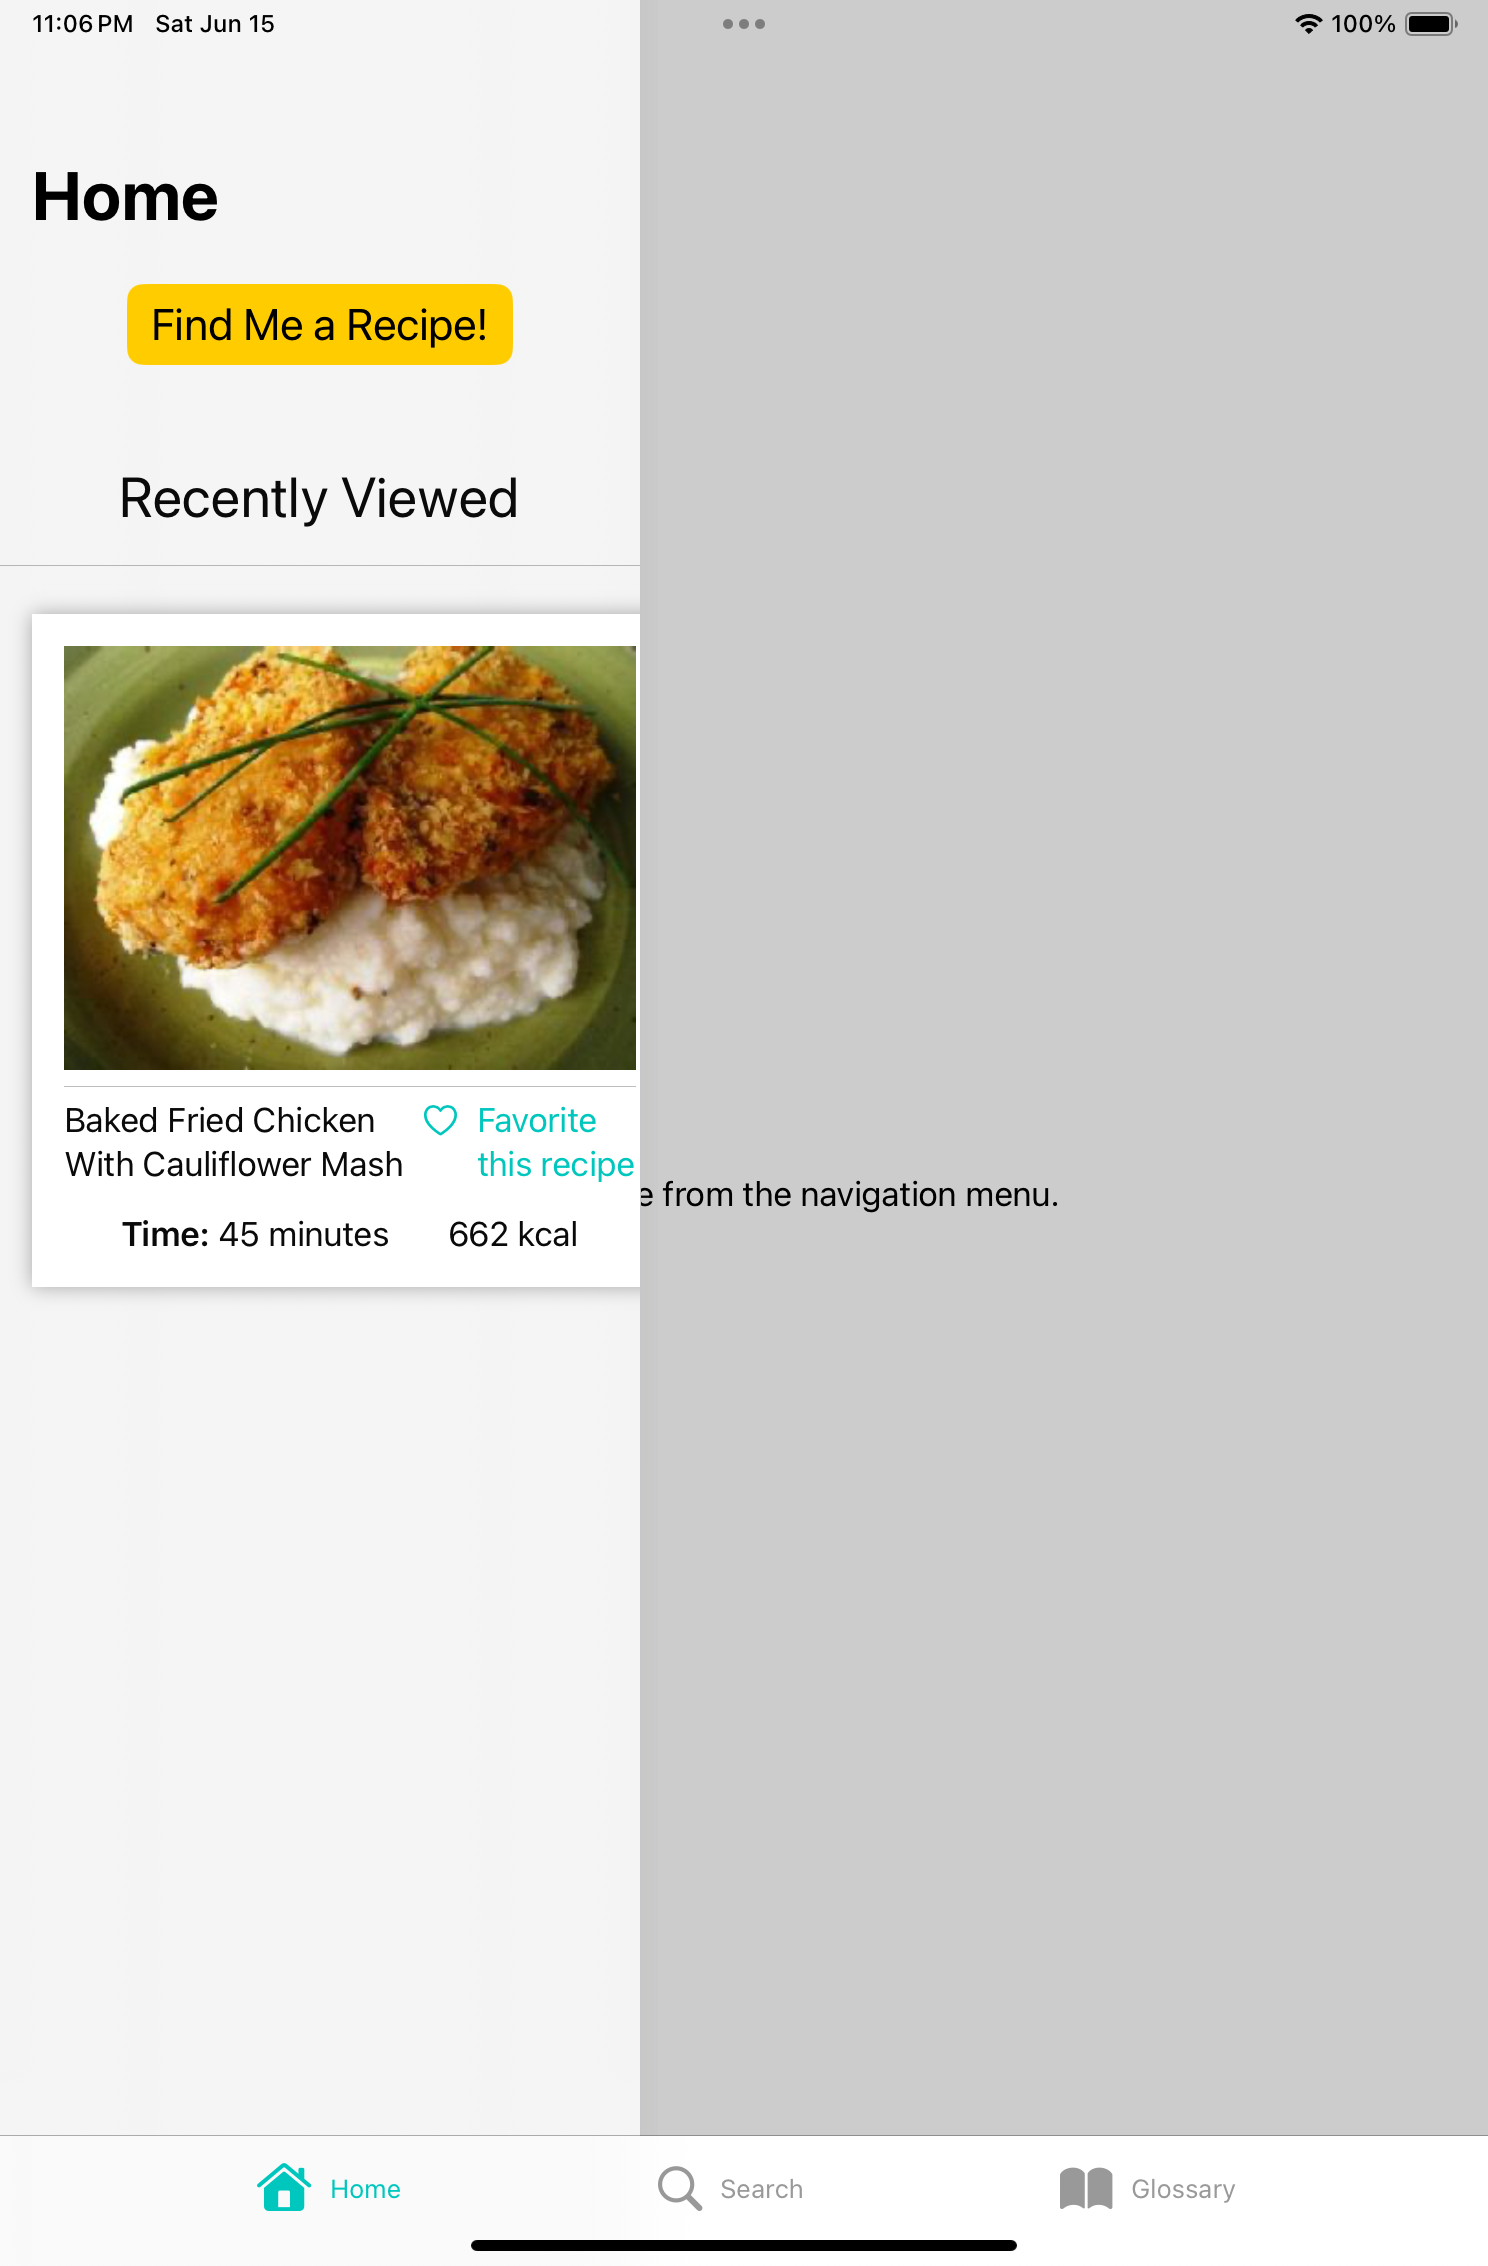 11:06 PM Sat Jun 15
100%
Home
Find Me a Recipe!
Recently Viewed
Baked Fried Chicken
With Cauliflower Mash
Favorite
this recipe
e from the navigation menu.
Time: 45 minutes 662 kcal
Home Search Glossary